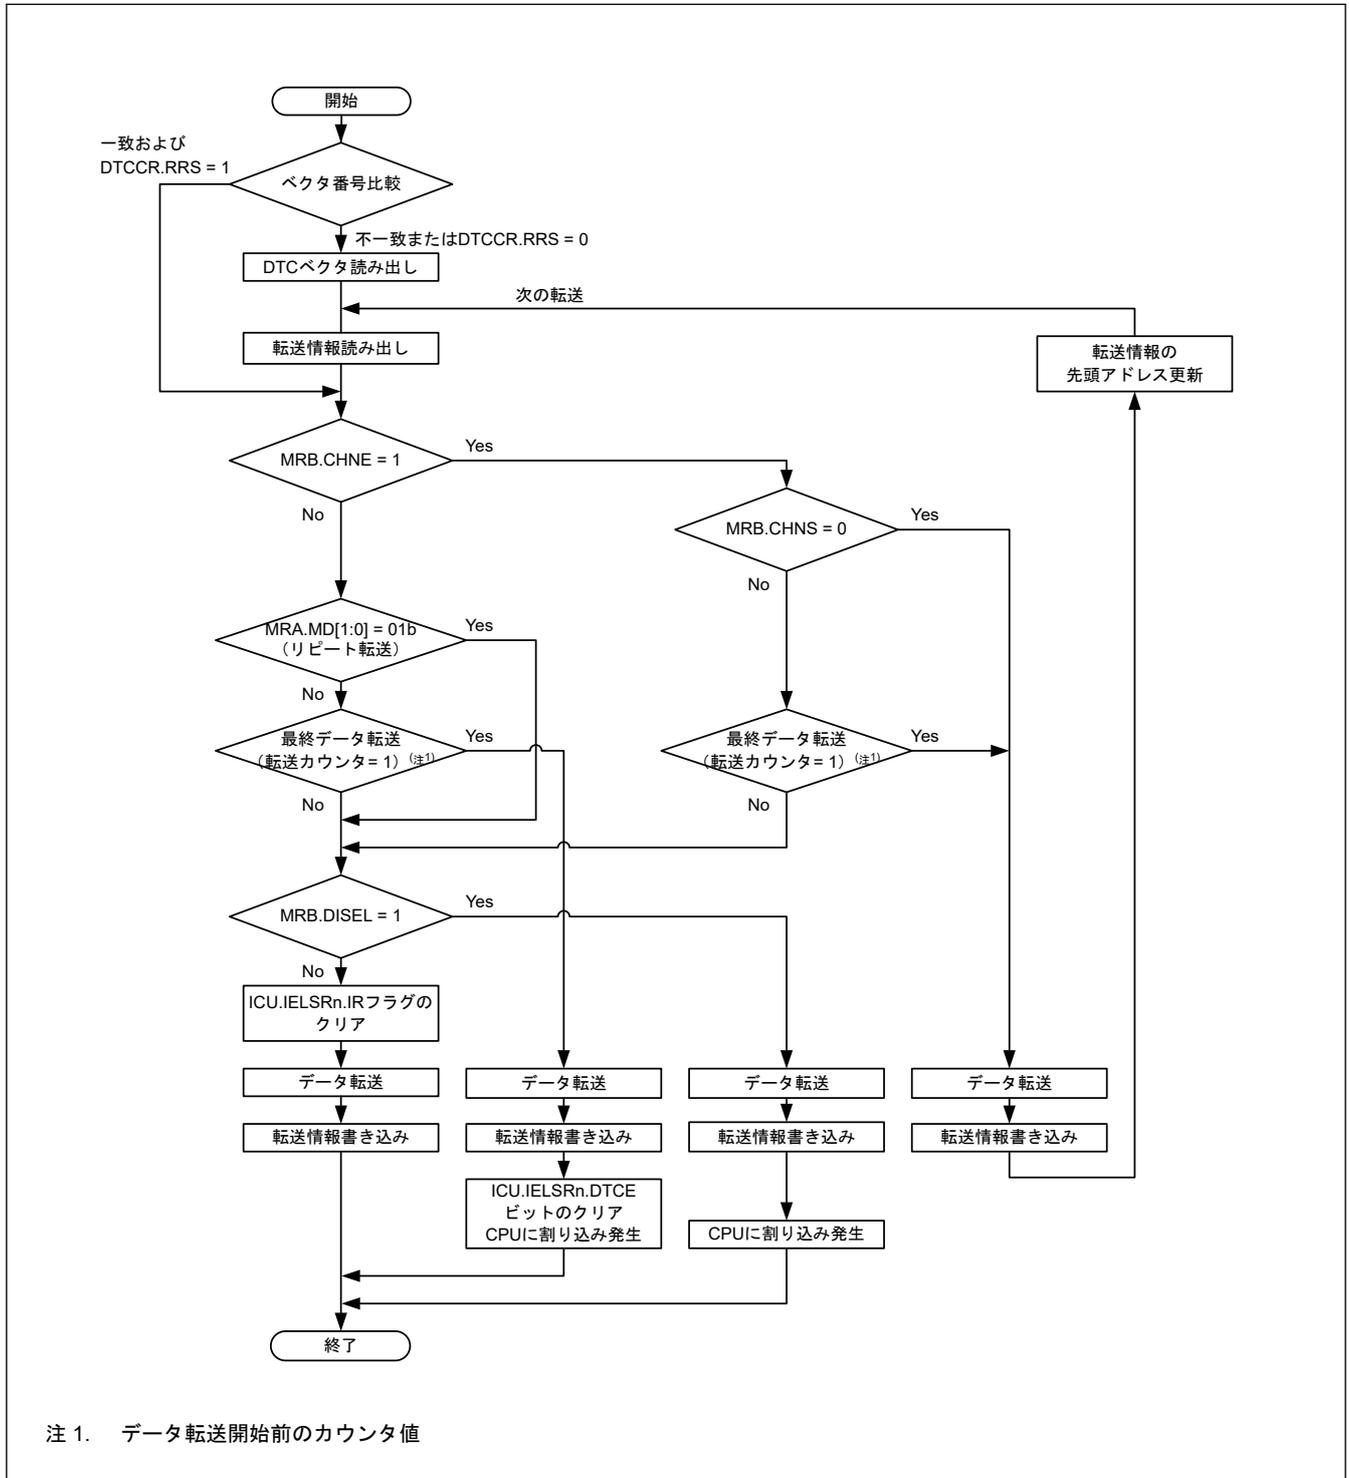 開始
一致および
DTCCR.RRS = 1
ベクタ番号比較
不一致またはDTCCR.RRS = 0
DTCベクタ読み出し
次の転送
転送情報読み出し
転送情報の
先頭アドレス更新
MRB.CHNE = 1
Yes
No
MRB.CHNS = 0
Yes
No
MRA.MD[1:0] = 01b
（リピート転送）
Yes
No
最終データ転送
（転送カウンタ= 1）(注1)
Yes
No
最終データ転送
（転送カウンタ= 1）(注1)
Yes
No
MRB.DISEL = 1
Yes
No
ICU.IELSRn.IRフラグの
クリア
データ転送
データ転送
データ転送
データ転送
転送情報書き込み
転送情報書き込み
転送情報書き込み
転送情報書き込み
ICU.IELSRn.DTCE
ビットのクリア
CPUに割り込み発生
CPUに割り込み発生
終了
注 1. データ転送開始前のカウンタ値